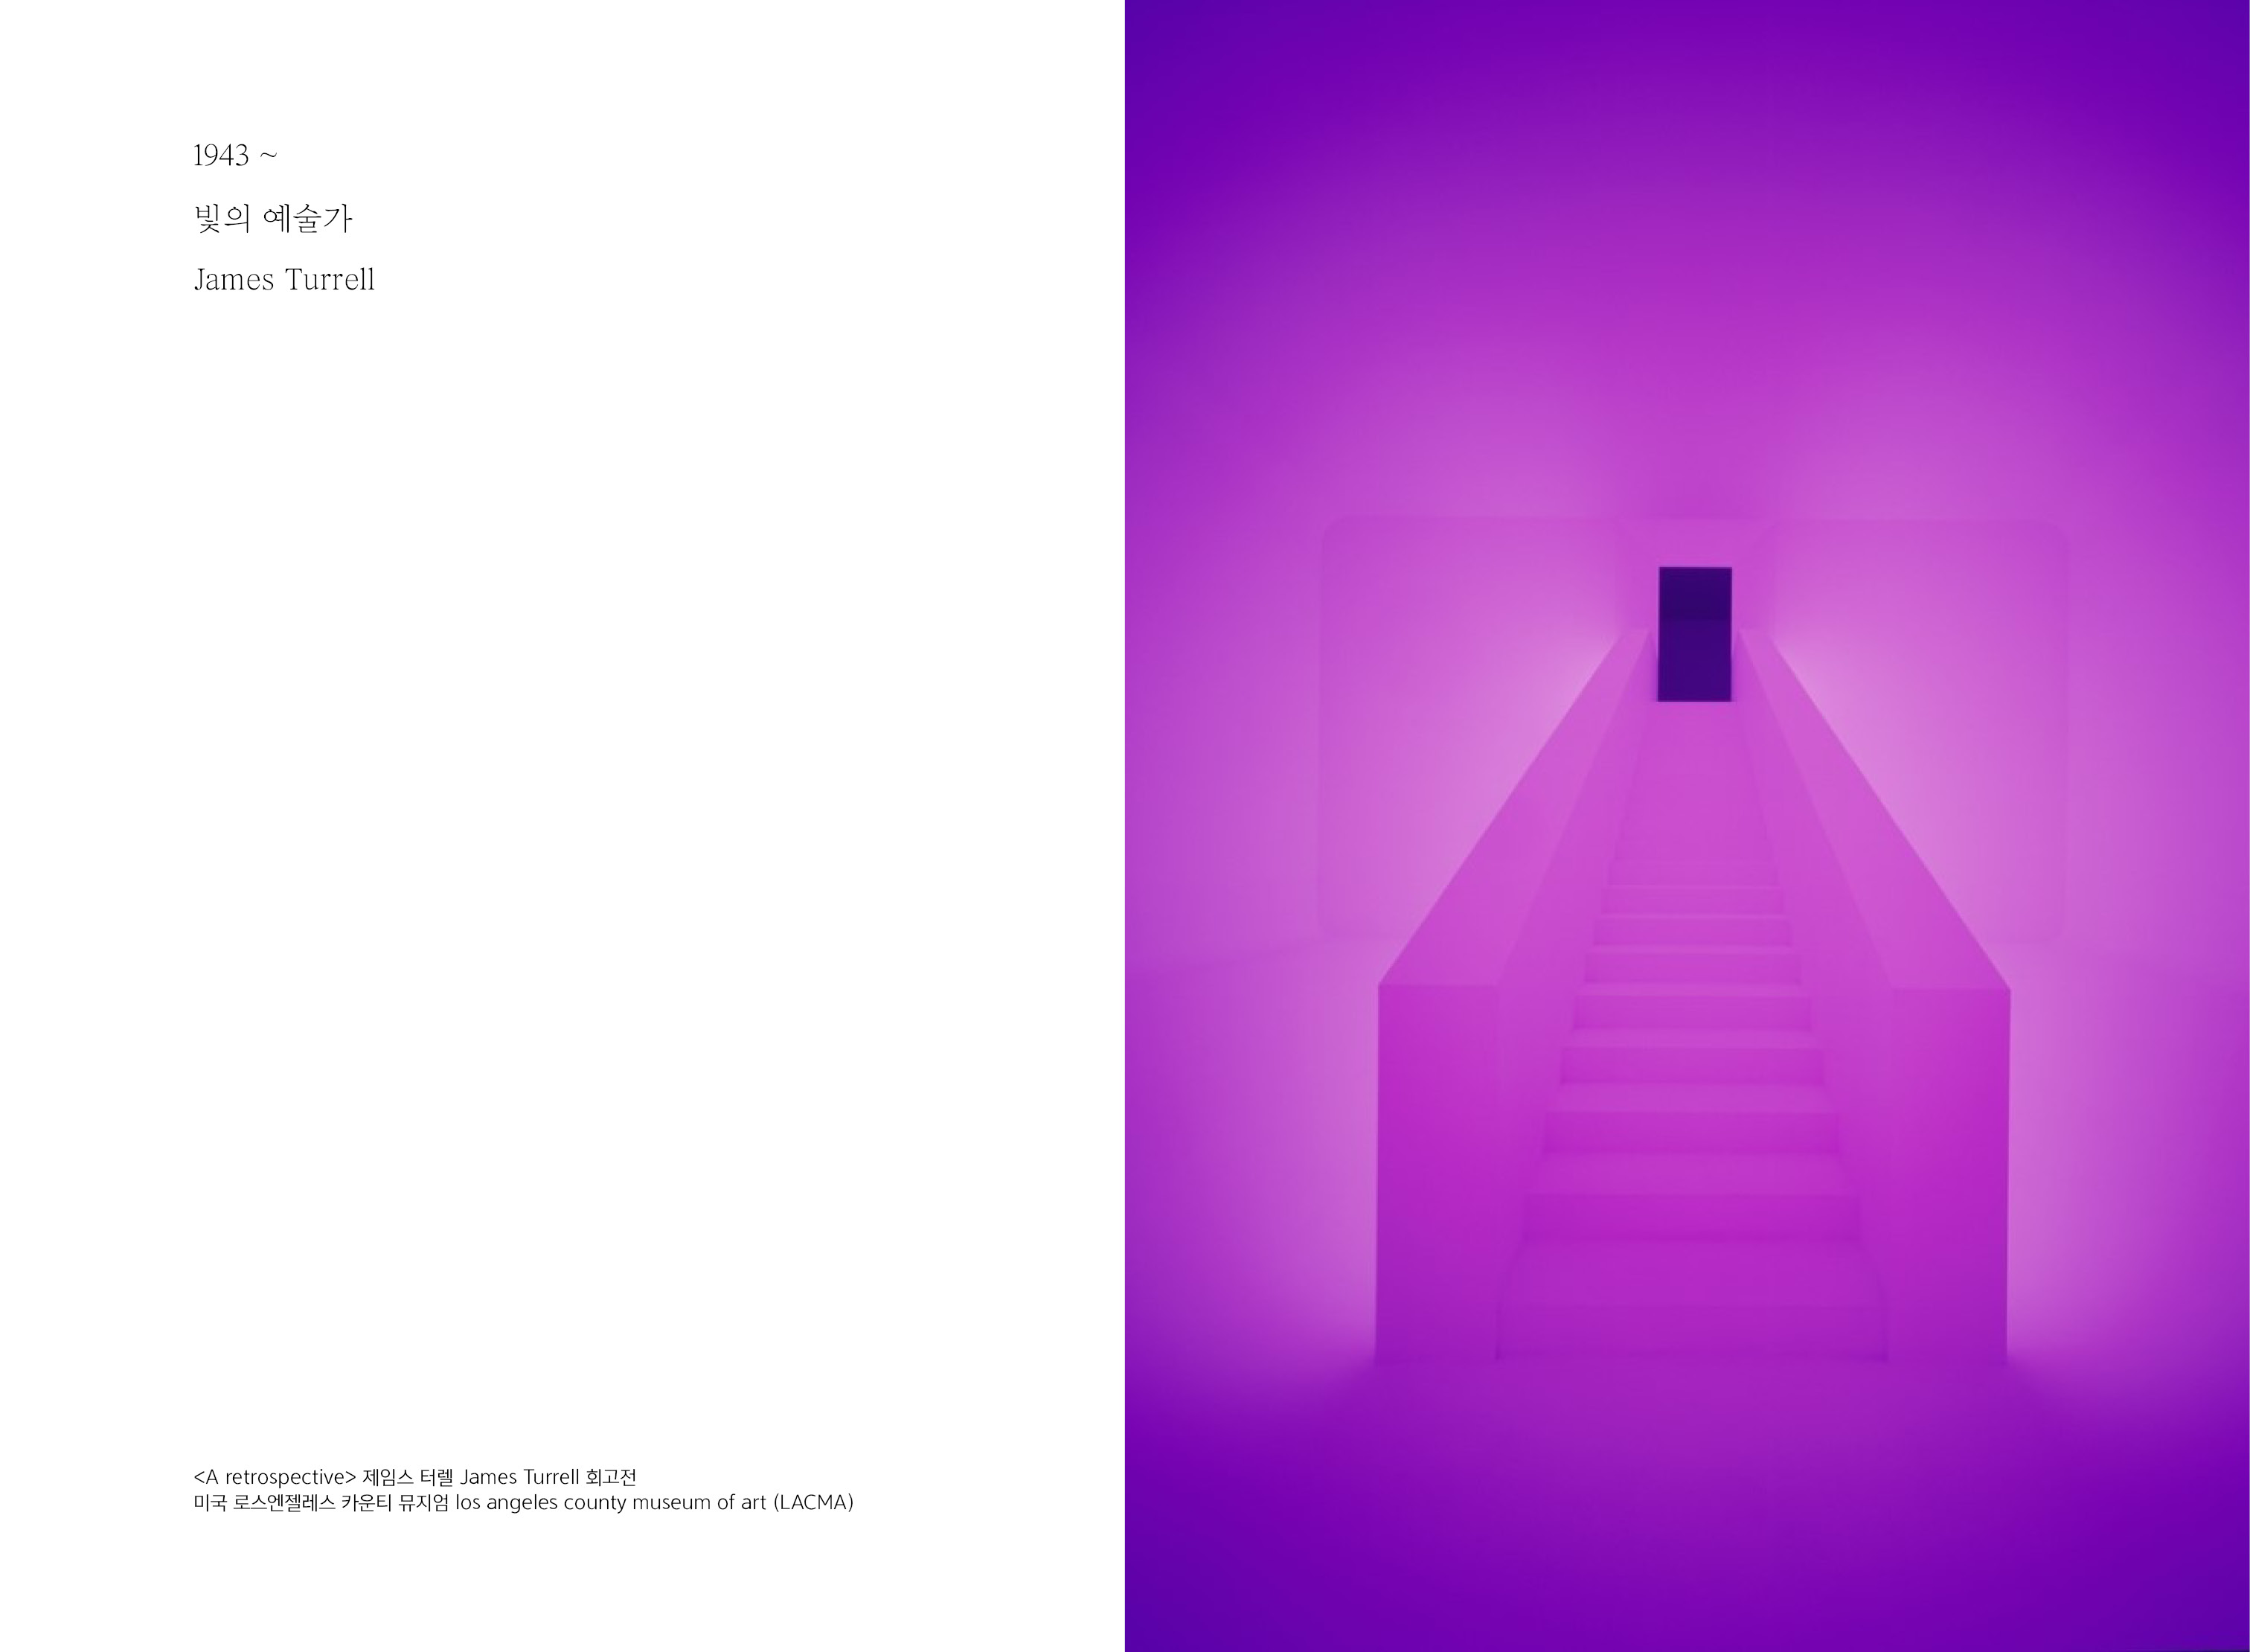 1943 ~
빛의 예술가
James Turrell
<A retrospective> 제임스 터렐 James Turrell 회고전
미국 로스엔젤레스 카운티 뮤지엄 los angeles county museum of art (LACMA)